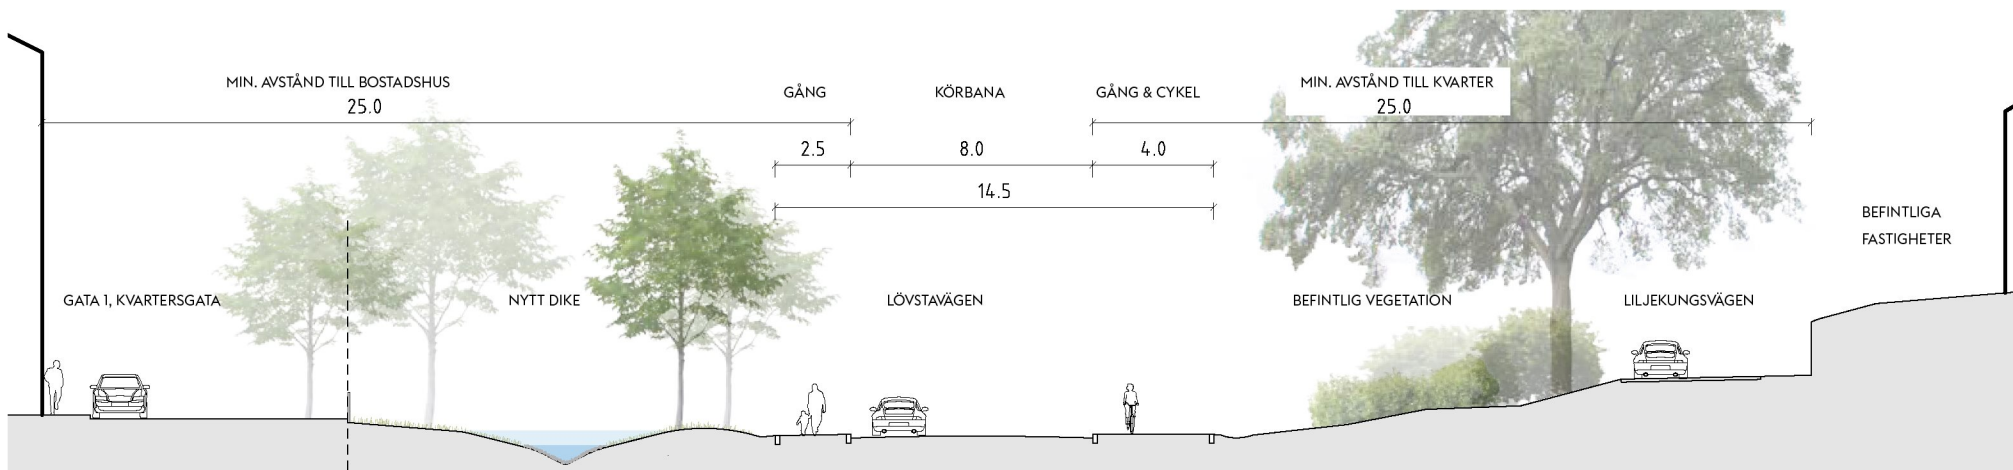 MIN. AVSTÅND TILL BOSTADSHUS
25.0
GÅNG
KÖRBANA
GÅNG & CYKEL
MIN. AVSTÅND TILL KVARTER
25.0
2.5
8.0
4.0
14.5
BEFINTLIGA
FASTIGHETER
GATA 1, KVARTERSGATA
NYTT DIKE
LÖVSTAVÄGEN
BEFINTLIG VEGETATION
LILJEKUNGSVÄGEN